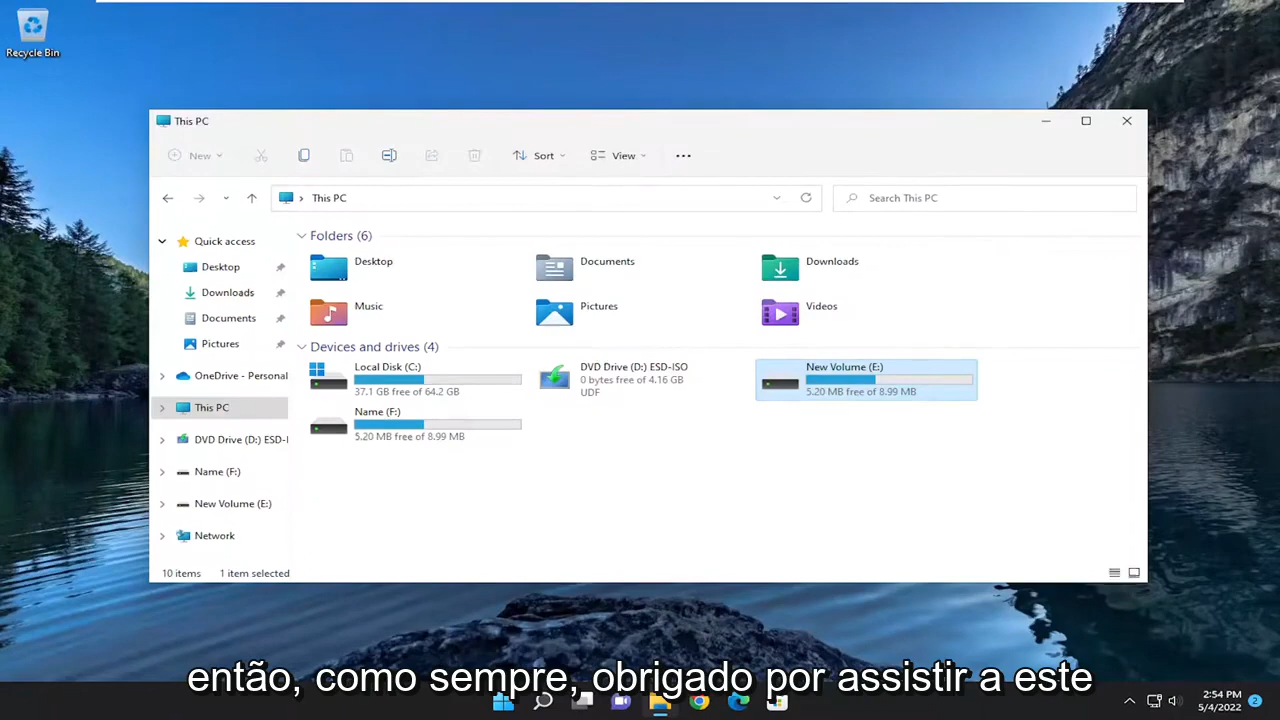 Recycle Bin
This PC
New
Sort
View
This PC
Search This PC
Quick access
Desktop
Downloads
Documents
Pictures
OneDrive - Personal
This PC
DVD Drive (D:) ESD-I
Name (F:)
New Volume (E:)
Network
Folders (6)
Desktop
Documents
Downloads
Music
Pictures
Videos
Devices and drives (4)
Local Disk (C:)
37.1 GB free of 64.2 GB
DVD Drive (D:) ESD-ISO
0 bytes free of 4.16 GB
UDF
New Volume (E:)
5.20 MB free of 8.99 MB
Name (F:)
5.20 MB free of 8.99 MB
10 items
1 item selected
então, como sempre, obrigado por assistir a este
2:54 PM
5/4/2022
2